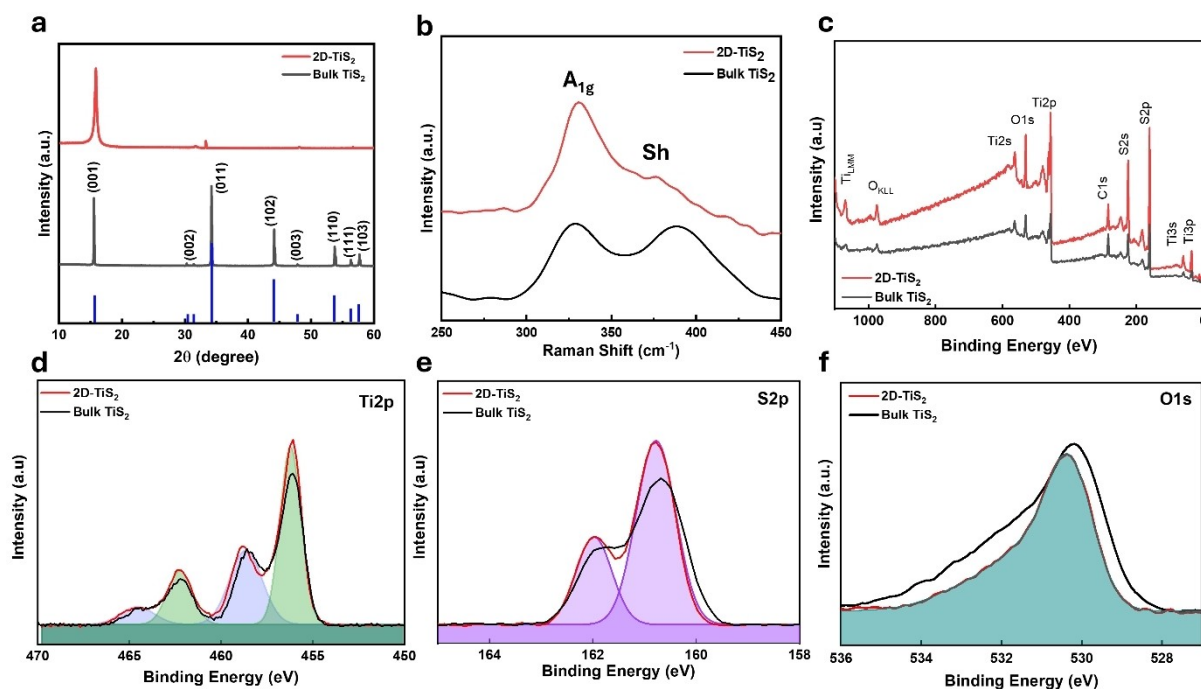 a
2D-TiS₂
Bulk TiS₂
(001)
(002)
(011)
(102)
(003)
(110)
(111)
(103)
Intensity (a.u.)
10 20 30 40 50 60
2θ (degree)
b
2D-TiS₂
Bulk TiS₂
A₁g
Sh
Intensity (a.u.)
250 300 350 400 450
Raman Shift (cm⁻¹)
c
Ti_LMM
O_KLL
Ti2s
O1s
Ti2p
C1s
S2s
S2p
Ti3s
Ti3p
2D-TiS₂
Bulk TiS₂
Intensity (a.u)
1000 800 600 400 200 0
Binding Energy (eV)
d
2D-TiS₂
Bulk TiS₂
Ti2p
Intensity (a.u)
470 465 460 455 450
Binding Energy (eV)
e
2D-TiS₂
Bulk TiS₂
S2p
Intensity (a.u)
164 162 160 158
Binding Energy (eV)
f
2D-TiS₂
Bulk TiS₂
O1s
Intensity (a.u.)
536 534 532 530 528
Binding Energy (eV)